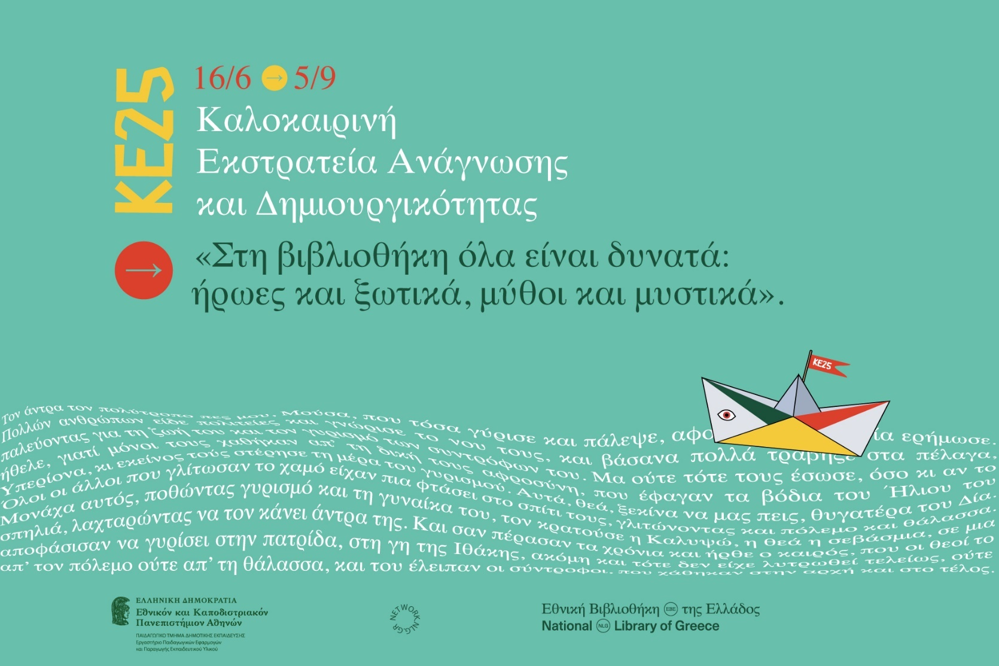 KE25
16/6 → 5/9
Καλοκαιρινή
Εκστρατεία Ανάγνωσης
και Δημιουργικότητας
→
«Στη βιβλιοθήκη όλα είναι δυνατά:
ήρωες και ξωτικά, μύθοι και μυστικά».
KE25
Τον άντρα τον πολύτροπο πες μου, Μούσα, που τόσα γύρισε και πάλεψε, αφο ία ερήμωσε.
Πολλών ανθρώπων είδε πολιτείες και γνώρισε το νου τους, και βάσανα πολλά τράβηξε στα πέλαγα,
παλεύοντας για τη ζωή του και τον γυρισμό των συντρόφων του. Μα ούτε τότε τους έσωσε, όσο κι αν το
ήθελε, γιατί μόνοι τους χαθήκαν απ’ τη δική τους αφροσύνη, που έφαγαν τα βόδια του Ήλιου του
Υπερίονα, κι εκείνος τούς στέρησε τη μέρα του γυρισμού. Αυτά, θεά, ξεκίνα να μας πεις, θυγατέρα του Δία.
Όλοι οι άλλοι που γλίτωσαν το χαμό είχαν πια φτάσει στο σπίτι τους, γλιτώνοντας και πόλεμο και θάλασσα.
Μονάχα αυτός, ποθώντας γυρισμό και τη γυναίκα του, τον κρατούσε η Καλυψώ, η θεά η σεβάσμια, σε μια
σπηλιά, λαχταρώντας να τον κάνει άντρα της. Και σαν πέρασαν τα χρόνια και ήρθε ο καιρός, που οι θεοί το
αποφάσισαν να γυρίσει στην πατρίδα, στη γη της Ιθάκης, ακόμη και τότε δεν είχε λυτρωθεί τελείως, ούτε
απ’ τον πόλεμο ούτε απ’ τη θάλασσα, και του έλειπαν οι σύντροφοι, που χάθηκαν στην αρχή και στο τέλος.
ΕΛΛΗΝΙΚΗ ΔΗΜΟΚΡΑΤΙΑ
Εθνικόν και Καποδιστριακόν
Πανεπιστήμιον Αθηνών
ΠΑΙΔΑΓΩΓΙΚΟ ΤΜΗΜΑ ΔΗΜΟΤΙΚΗΣ ΕΚΠΑΙΔΕΥΣΗΣ
Εργαστήριο Παιδαγωγικών Εφαρμογών
και Παραγωγής Εκπαιδευτικού Υλικού
NETWORK.NLG.GR
Εθνική Βιβλιοθήκη ΕΒΕ της Ελλάδος
National NLG Library of Greece